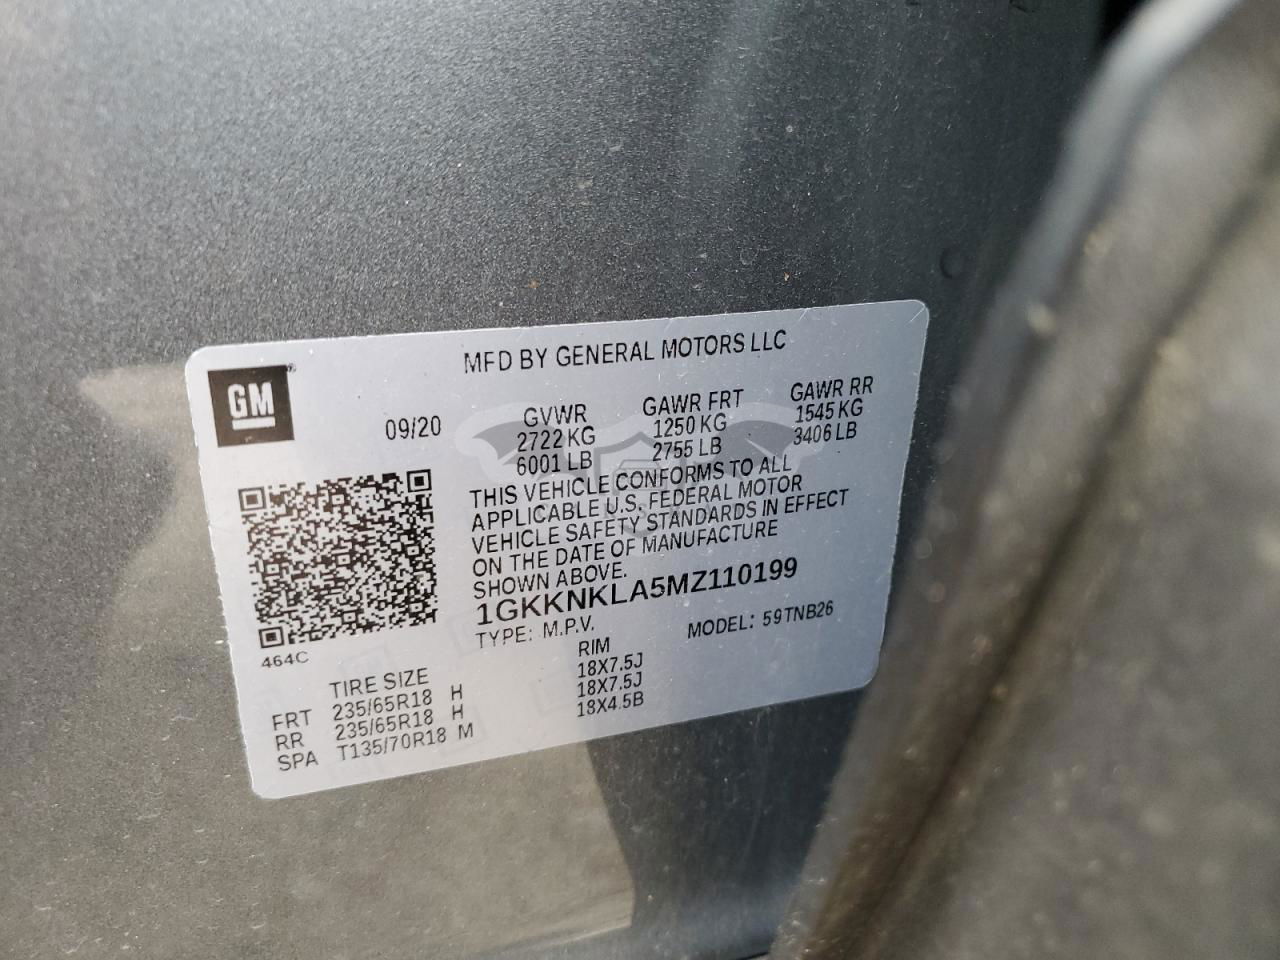 MFD BY GENERAL MOTORS LLC
GM®
09/20
GVWR GAWR FRT GAWR RR
2722 KG 1250 KG 1545 KG
6001 LB 2755 LB 3406 LB
THIS VEHICLE CONFORMS TO ALL
APPLICABLE U.S. FEDERAL MOTOR
VEHICLE SAFETY STANDARDS IN EFFECT
ON THE DATE OF MANUFACTURE
SHOWN ABOVE.
1GKKNKLA5MZ110199
TYPE: M.P.V. MODEL: 59TNB26
464C
TIRE SIZE RIM
FRT 235/65R18 H 18X7.5J
RR 235/65R18 H 18X7.5J
SPA T135/70R18 M 18X4.5B